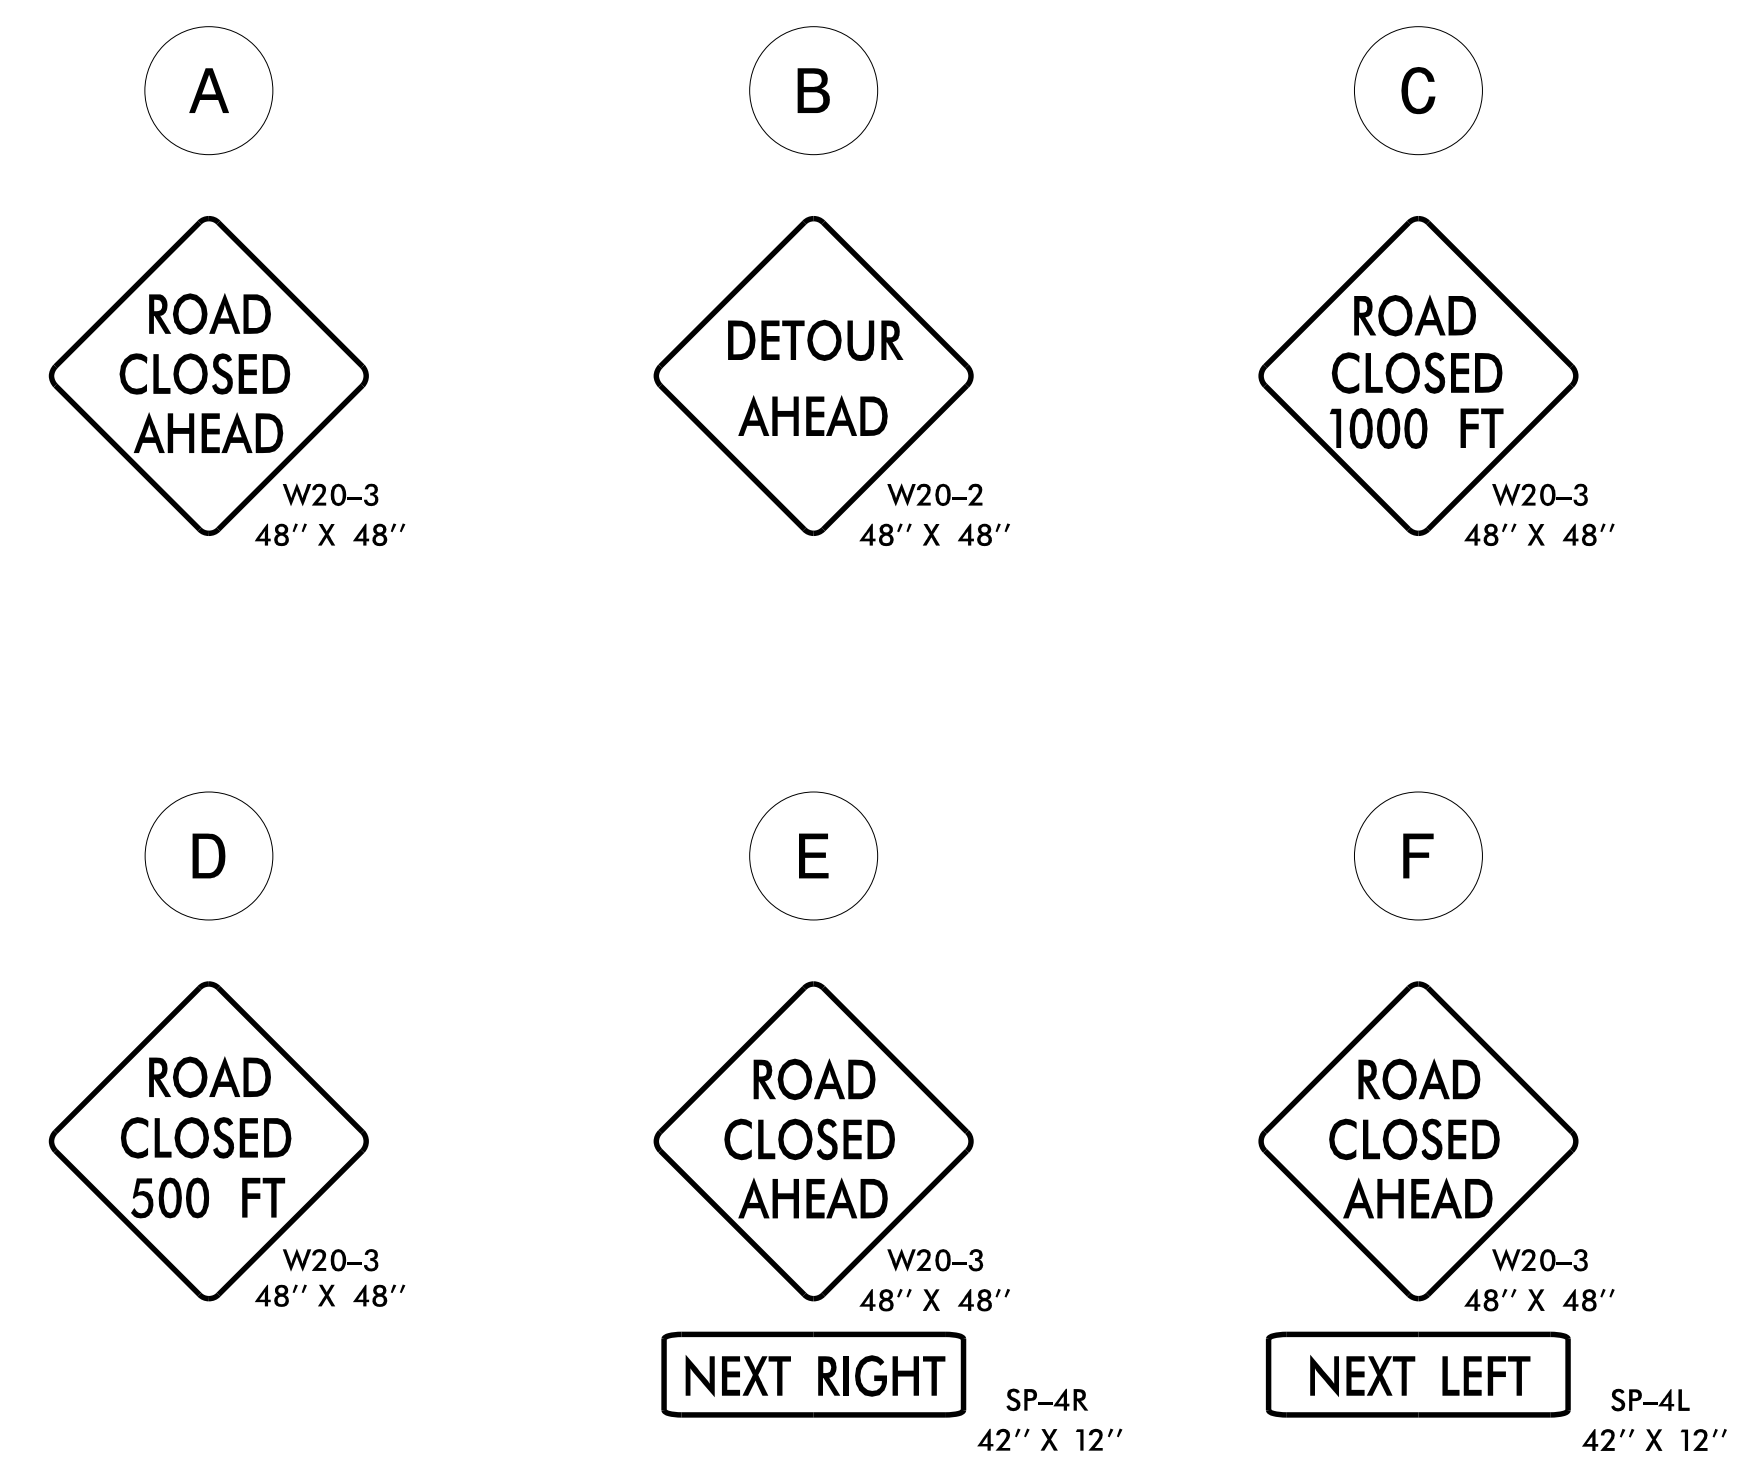 A
ROAD
CLOSED
AHEAD
W20–3
48'' X 48''
B
DETOUR
AHEAD
W20–2
48'' X 48''
C
ROAD
CLOSED
1000 FT
W20–3
48'' X 48''
D
ROAD
CLOSED
500 FT
W20–3
48'' X 48''
E
ROAD
CLOSED
AHEAD
W20–3
48'' X 48''
NEXT RIGHT
SP–4R
42'' X 12''
F
ROAD
CLOSED
AHEAD
W20–3
48'' X 48''
NEXT LEFT
SP–4L
42'' X 12''